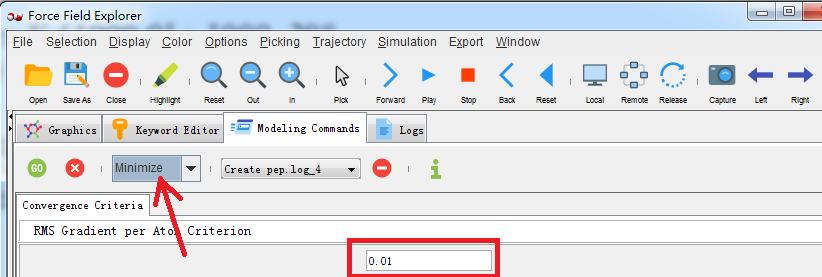 Force Field Explorer
File Selection Display Color Options Picking Trajectory Simulation Export Window
Open Save As Close Highlight Reset Out In Pick Forward Play Stop Back Reset Local Remote Release Capture Left Right
Graphics Keyword Editor Modeling Commands Logs
GO Minimize Create pep.log_4
Convergence Criteria
RMS Gradient per Atom Criterion
0.01